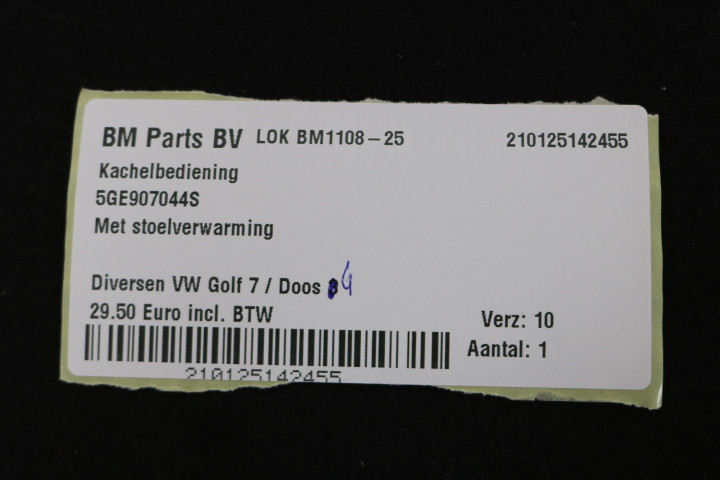 BM Parts BV LOK BM1108-25 210125142455
Kachelbediening
5GE907044S
Met stoelverwarming
Diversen VW Golf 7 / Doos 4
29.50 Euro incl. BTW Verz: 10
Aantal: 1
210125142455